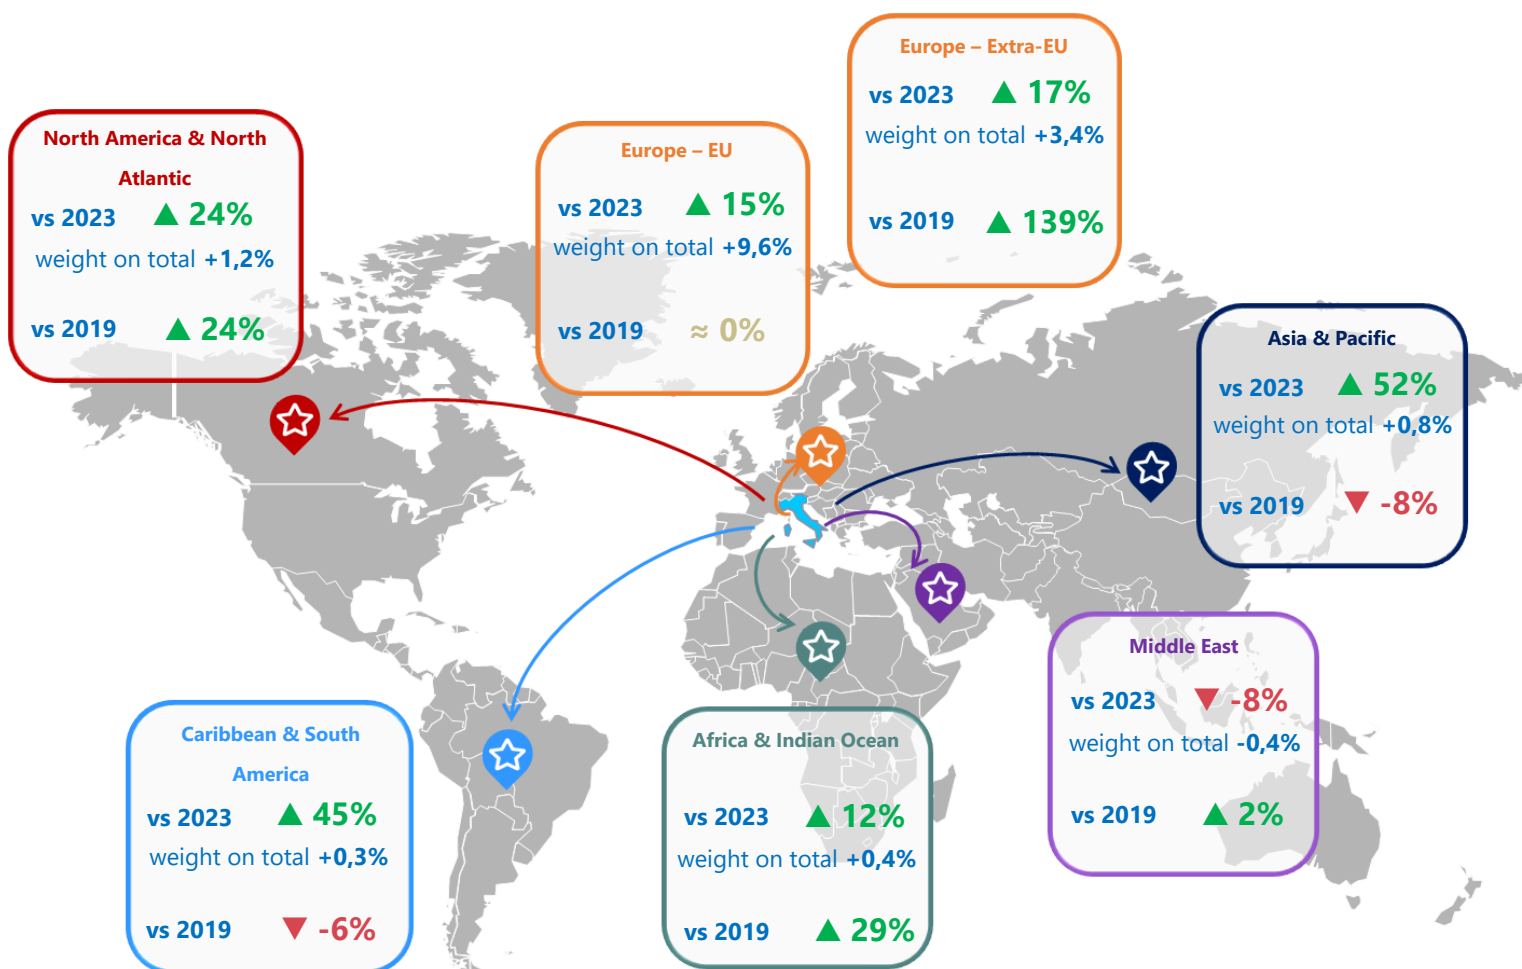 Europe – Extra-EU
vs 2023 ▲ 17%
weight on total +3,4%
vs 2019 ▲ 139%
North America & North
Atlantic
vs 2023 ▲ 24%
weight on total +1,2%
vs 2019 ▲ 24%
Europe – EU
vs 2023 ▲ 15%
weight on total +9,6%
vs 2019 ≈ 0%
Asia & Pacific
vs 2023 ▲ 52%
weight on total +0,8%
vs 2019 ▼ -8%
Middle East
vs 2023 ▼ -8%
weight on total -0,4%
vs 2019 ▲ 2%
Caribbean & South
America
vs 2023 ▲ 45%
weight on total +0,3%
vs 2019 ▼ -6%
Africa & Indian Ocean
vs 2023 ▲ 12%
weight on total +0,4%
vs 2019 ▲ 29%